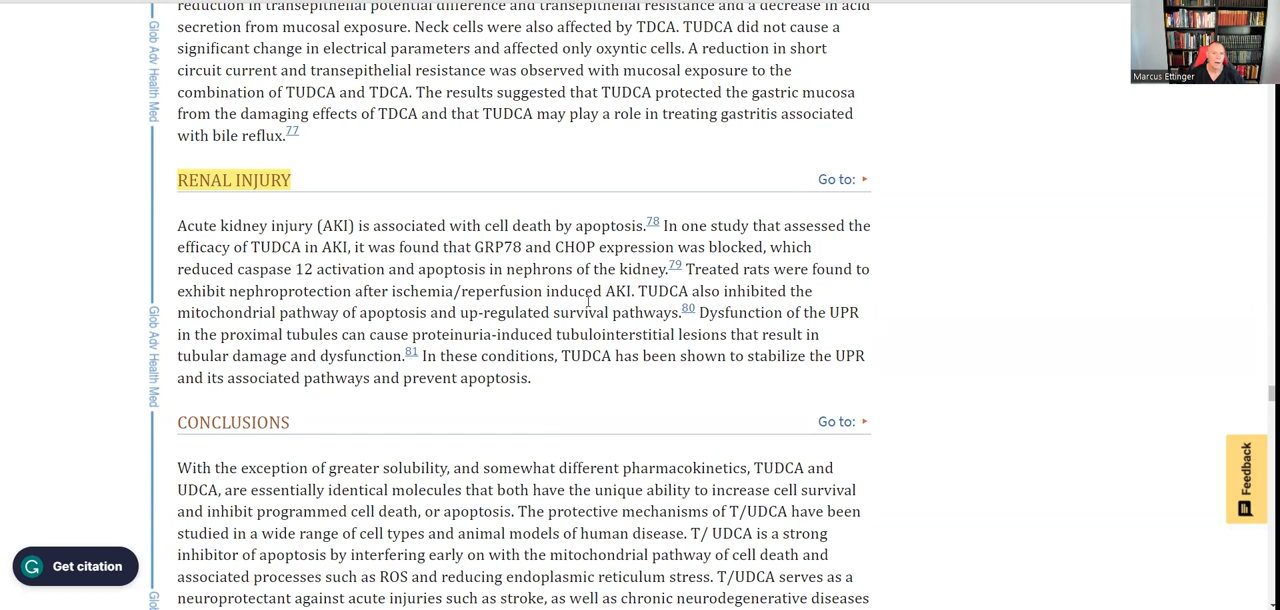 reduction in transepithelial potential difference and transepithelial resistance and a decrease in acid
secretion from mucosal exposure. Neck cells were also affected by TDCA. TUDCA did not cause a
significant change in electrical parameters and affected only oxyntic cells. A reduction in short
circuit current and transepithelial resistance was observed with mucosal exposure to the
combination of TUDCA and TDCA. The results suggested that TUDCA protected the gastric mucosa
from the damaging effects of TDCA and that TUDCA may play a role in treating gastritis associated
with bile reflux.77
RENAL INJURY
Go to:
Acute kidney injury (AKI) is associated with cell death by apoptosis.78 In one study that assessed the
efficacy of TUDCA in AKI, it was found that GRP78 and CHOP expression was blocked, which
reduced caspase 12 activation and apoptosis in nephrons of the kidney.79 Treated rats were found to
exhibit nephroprotection after ischemia/reperfusion induced AKI. TUDCA also inhibited the
mitochondrial pathway of apoptosis and up-regulated survival pathways.80 Dysfunction of the UPR
in the proximal tubules can cause proteinuria-induced tubulointerstitial lesions that result in
tubular damage and dysfunction.81 In these conditions, TUDCA has been shown to stabilize the UPR
and its associated pathways and prevent apoptosis.
CONCLUSIONS
Go to:
With the exception of greater solubility, and somewhat different pharmacokinetics, TUDCA and
UDCA, are essentially identical molecules that both have the unique ability to increase cell survival
and inhibit programmed cell death, or apoptosis. The protective mechanisms of T/UDCA have been
studied in a wide range of cell types and animal models of human disease. T/ UDCA is a strong
inhibitor of apoptosis by interfering early on with the mitochondrial pathway of cell death and
associated processes such as ROS and reducing endoplasmic reticulum stress. T/UDCA serves as a
neuroprotectant against acute injuries such as stroke, as well as chronic neurodegenerative diseases
Glob Adv Health Med
Glob Adv Health Med
Glob
Get citation
Feedback
Marcus Ettinger